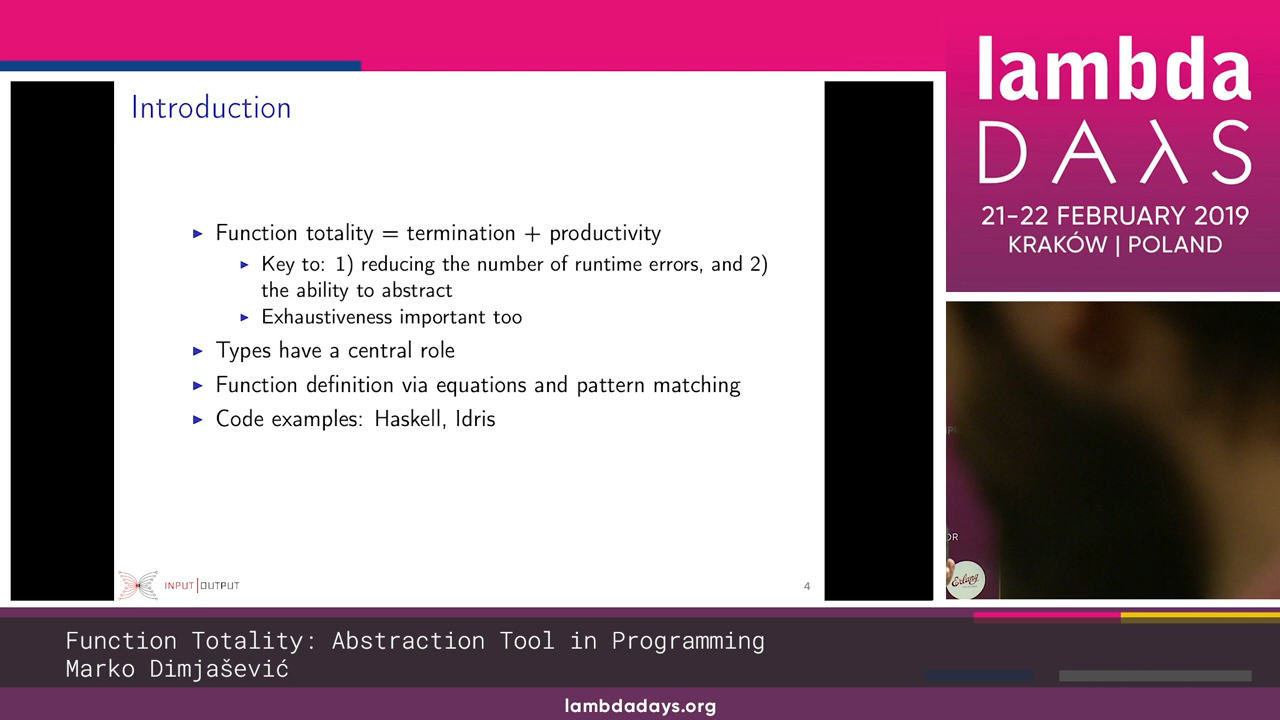 Introduction
Function totality = termination + productivity
Key to: 1) reducing the number of runtime errors, and 2)
the ability to abstract
Exhaustiveness important too
Types have a central role
Function definition via equations and pattern matching
Code examples: Haskell, Idris
INPUT|OUTPUT
4
lambda
DAλS
21-22 FEBRUARY 2019
KRAKÓW | POLAND
OR
Erlang
Function Totality: Abstraction Tool in Programming
Marko Dimjašević
lambdadays.org